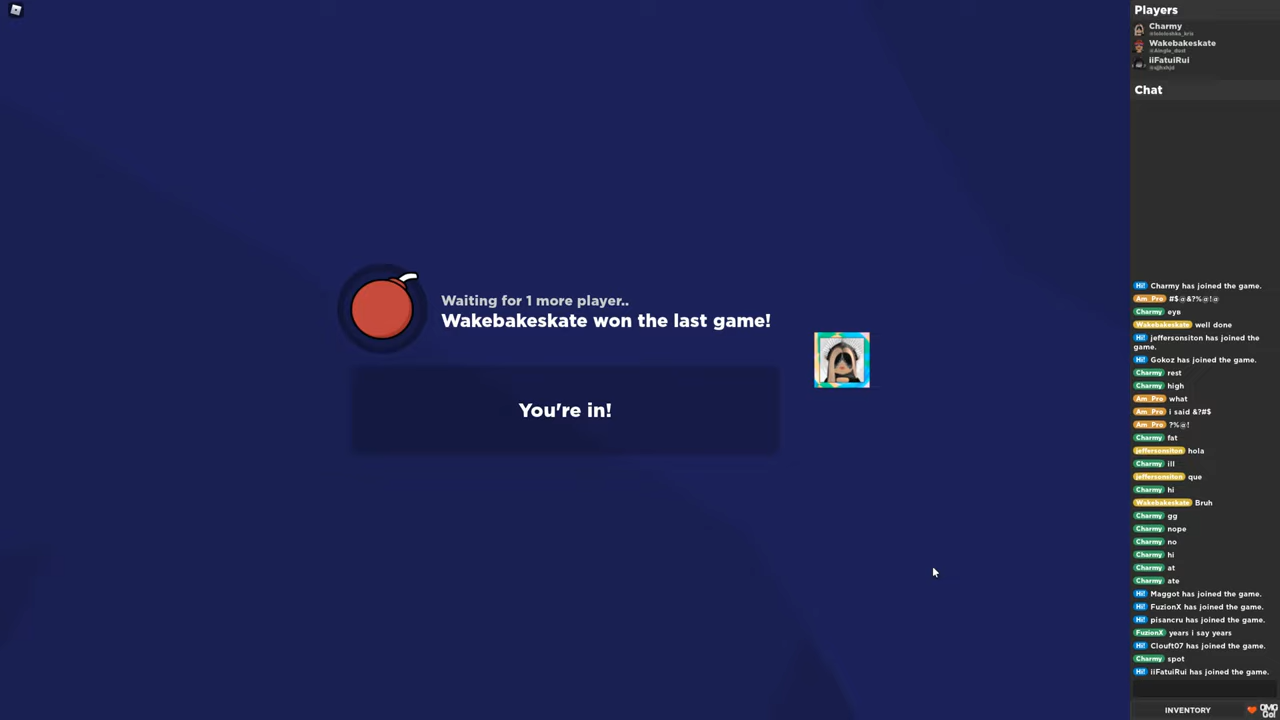 Players
Charmy
Wakebakeskate
iiFatuiRui
Chat
Hi! Charmy has joined the game.
Am_Pro #$@&?%@!@
Charmy еув
Wakebakeskate well done
Hi! jeffersonsiton has joined the
game.
Hi! Gokoz has joined the game.
Charmy rest
Charmy high
Am_Pro what
Am_Pro i said &?#$
Am_Pro ?%@!
Charmy fat
jeffersonsiton hola
Charmy ill
jeffersonsiton que
Charmy hi
Wakebakeskate Bruh
Charmy gg
Charmy nope
Charmy no
Charmy hi
Charmy at
Charmy ate
Hi! Maggot has joined the game.
Hi! FuzionX has joined the game.
Hi! pisancru has joined the game.
FuzionX years i say years
Hi! Clouft07 has joined the game.
Charmy spot
Hi! iiFatuiRui has joined the game.
INVENTORY
Waiting for 1 more player..
Wakebakeskate won the last game!
You're in!